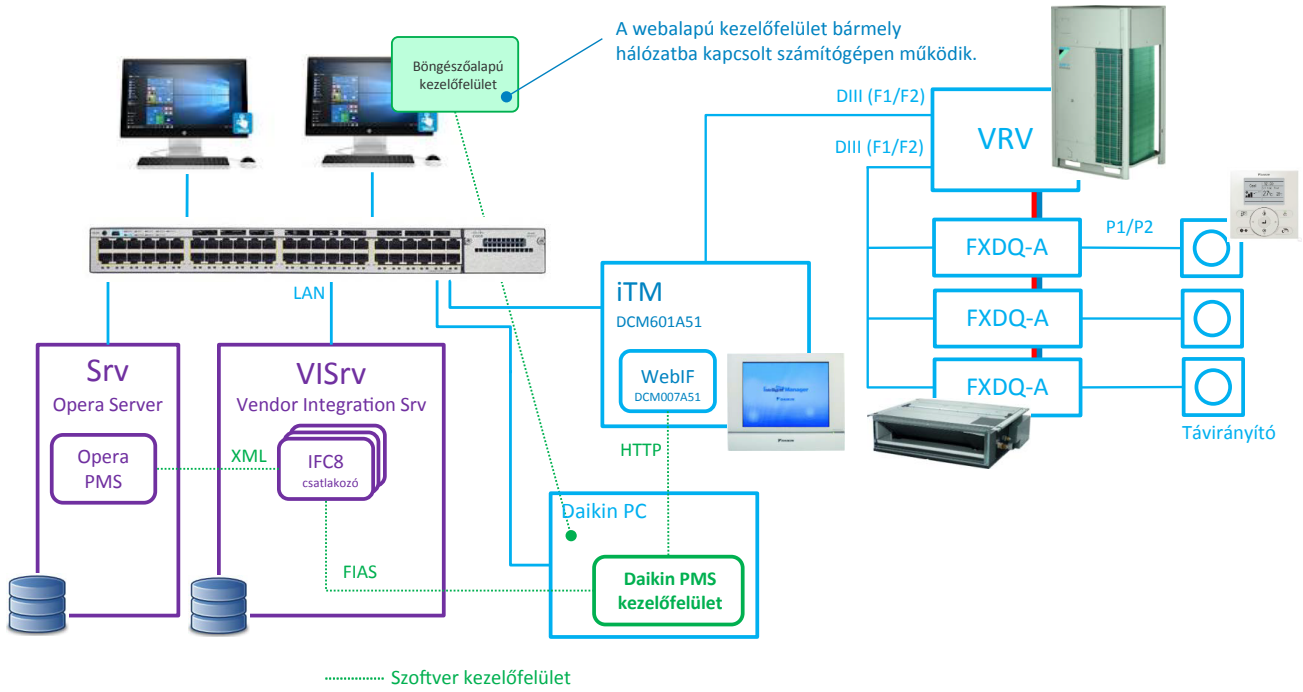 A webalapú kezelőfelület bármely
hálózatba kapcsolt számítógépen működik.
Böngészőalapú
kezelőfelület
DIII (F1/F2)
DIII (F1/F2)
VRV
FXDQ-A
P1/P2
FXDQ-A
FXDQ-A
Távirányító
LAN
iTM
DCM601A51
WebIF
DCM007A51
HTTP
Srv
Opera Server
Opera
PMS
XML
VISrv
Vendor Integration Srv
IFC8
csatlakozó
FIAS
Daikin PC
Daikin PMS
kezelőfelület
Szoftver kezelőfelület